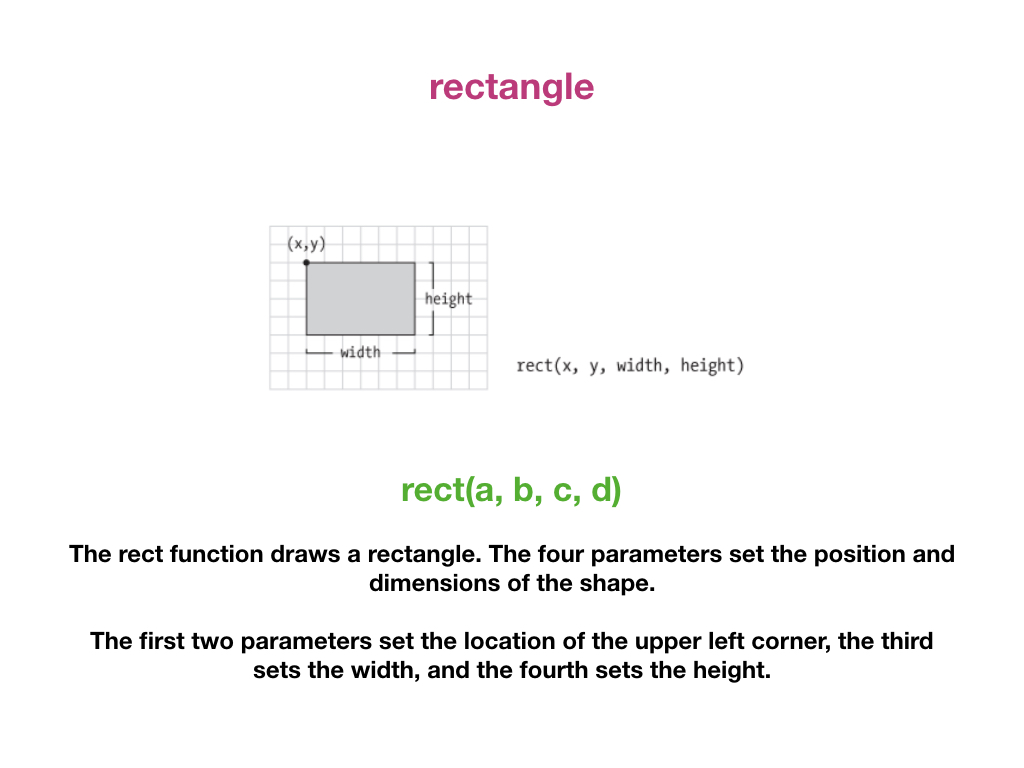 rectangle
(x,y)
height
width
rect(x, y, width, height)
rect(a, b, c, d)
The rect function draws a rectangle. The four parameters set the position and
dimensions of the shape.
The first two parameters set the location of the upper left corner, the third
sets the width, and the fourth sets the height.